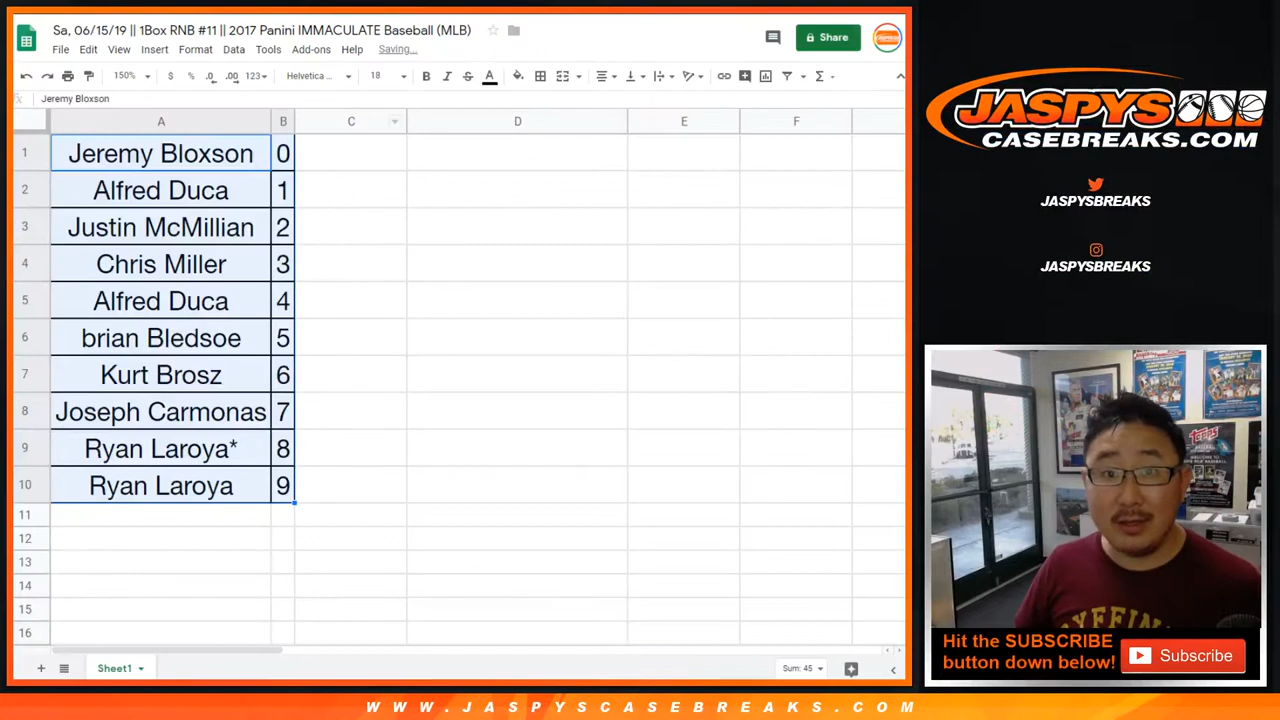 Sa, 06/15/19 || 1Box RNB #11 || 2017 Panini IMMACULATE Baseball (MLB)
File Edit View Insert Format Data Tools Add-ons Help Saving...
Share
150% $ % .0 .00 123 Helvetica ... 18 B I S A
fx Jeremy Bloxson
A B C D E F
1 Jeremy Bloxson 0
2 Alfred Duca 1
3 Justin McMillian 2
4 Chris Miller 3
5 Alfred Duca 4
6 brian Bledsoe 5
7 Kurt Brosz 6
8 Joseph Carmonas 7
9 Ryan Laroya* 8
10 Ryan Laroya 9
11
12
13
14
15
16
Sheet1
Sum: 45
JASPYS
CASEBREAKS.COM
JASPYSBREAKS
JASPYSBREAKS
TOPPS
Hit the SUBSCRIBE
button down below!
Subscribe
WWW.JASPYSCASEBREAKS.COM